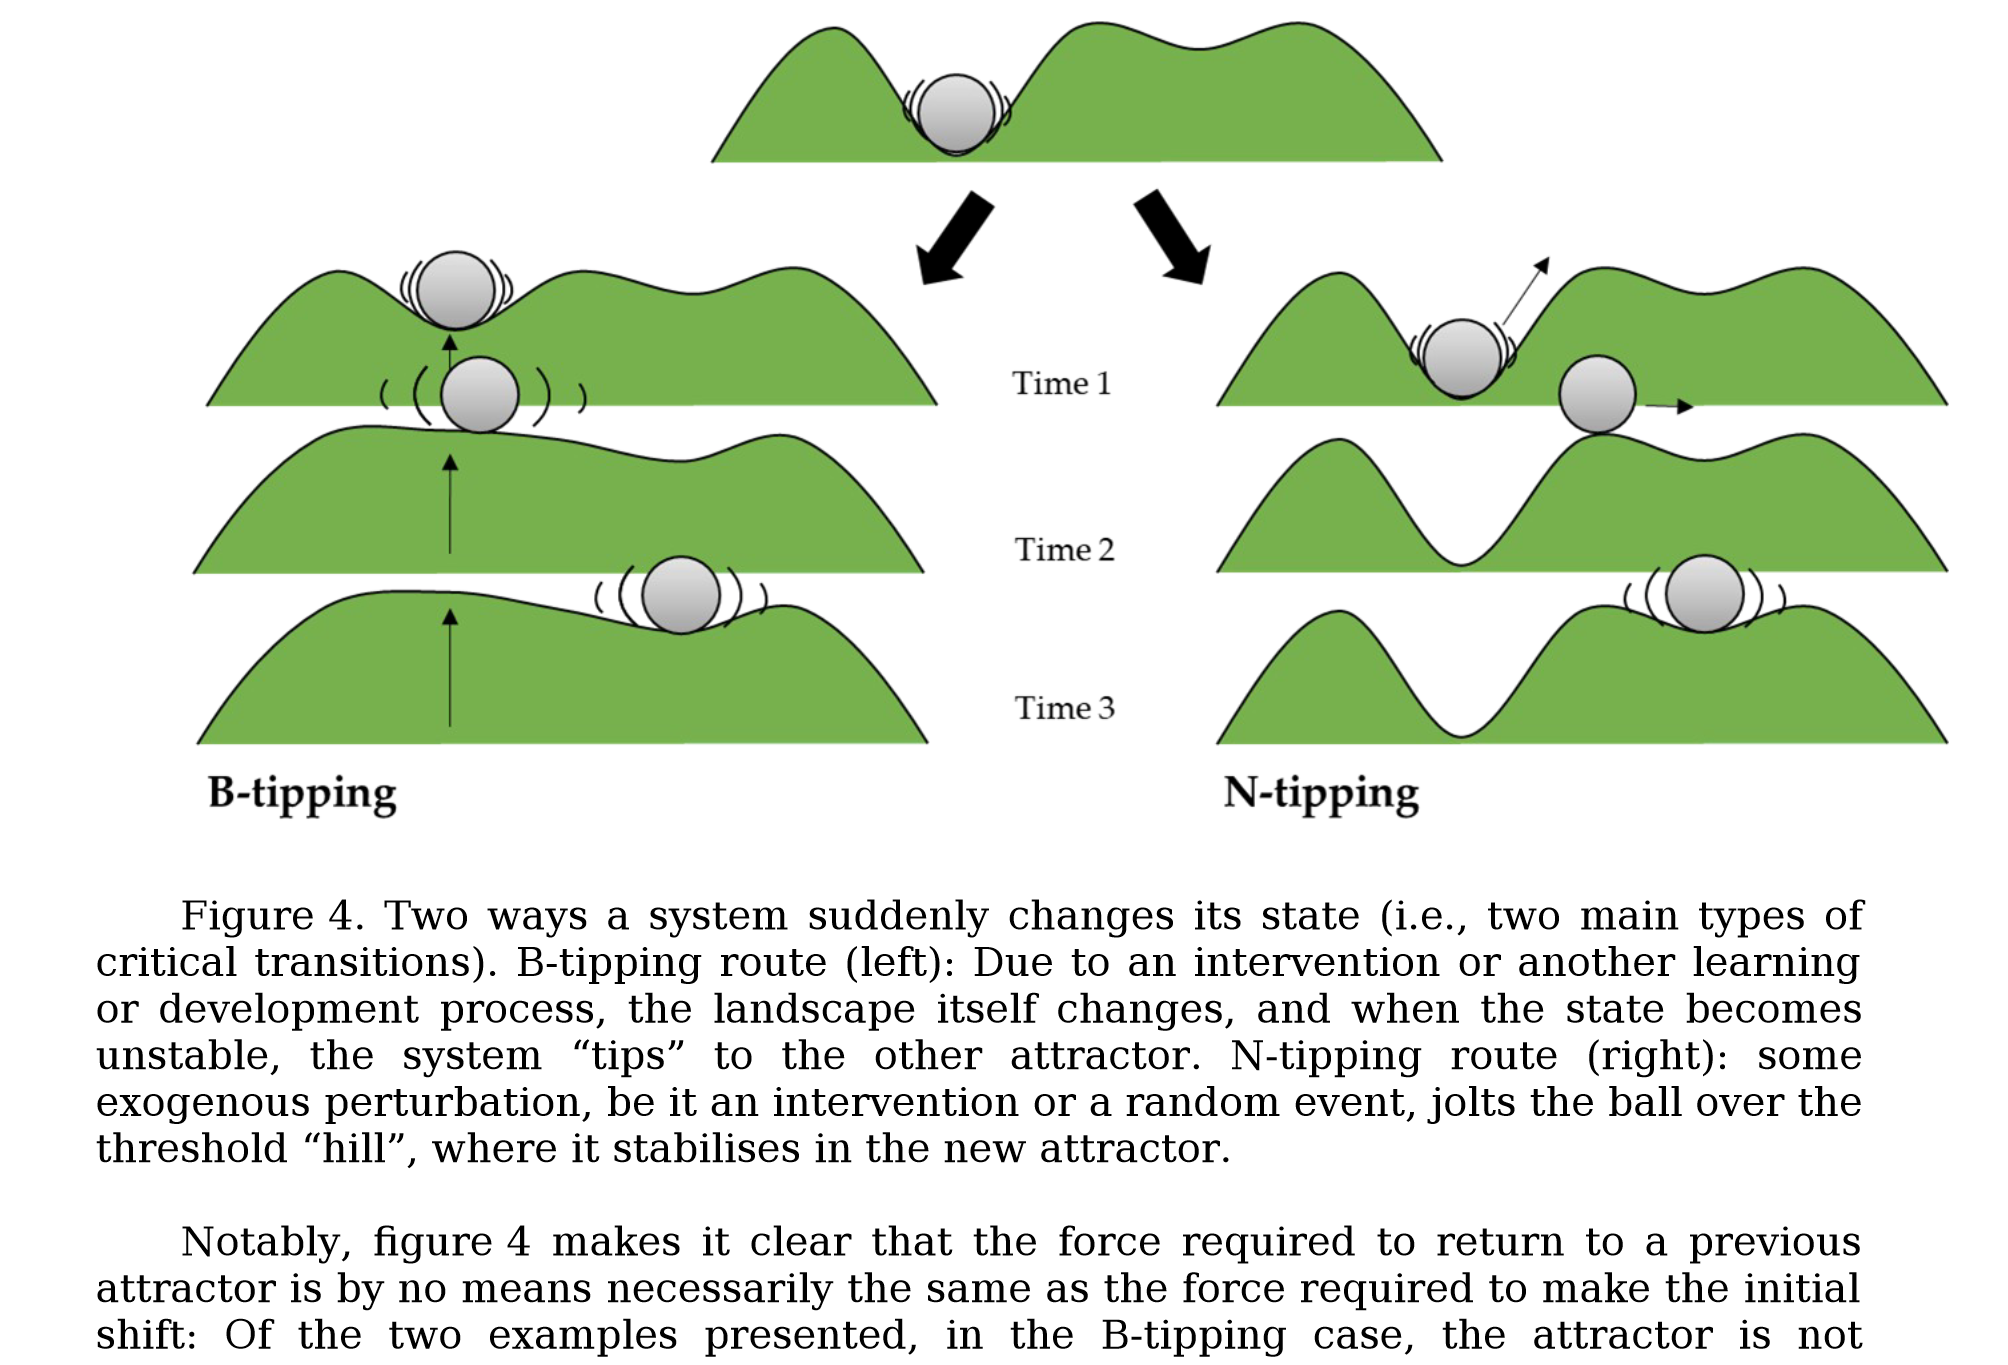 Time 1
Time 2
Time 3
B-tipping
N-tipping
Figure 4. Two ways a system suddenly changes its state (i.e., two main types of
critical transitions). B-tipping route (left): Due to an intervention or another learning
or development process, the landscape itself changes, and when the state becomes
unstable, the system “tips” to the other attractor. N-tipping route (right): some
exogenous perturbation, be it an intervention or a random event, jolts the ball over the
threshold “hill”, where it stabilises in the new attractor.
Notably, figure 4 makes it clear that the force required to return to a previous
attractor is by no means necessarily the same as the force required to make the initial
shift: Of the two examples presented, in the B-tipping case, the attractor is not